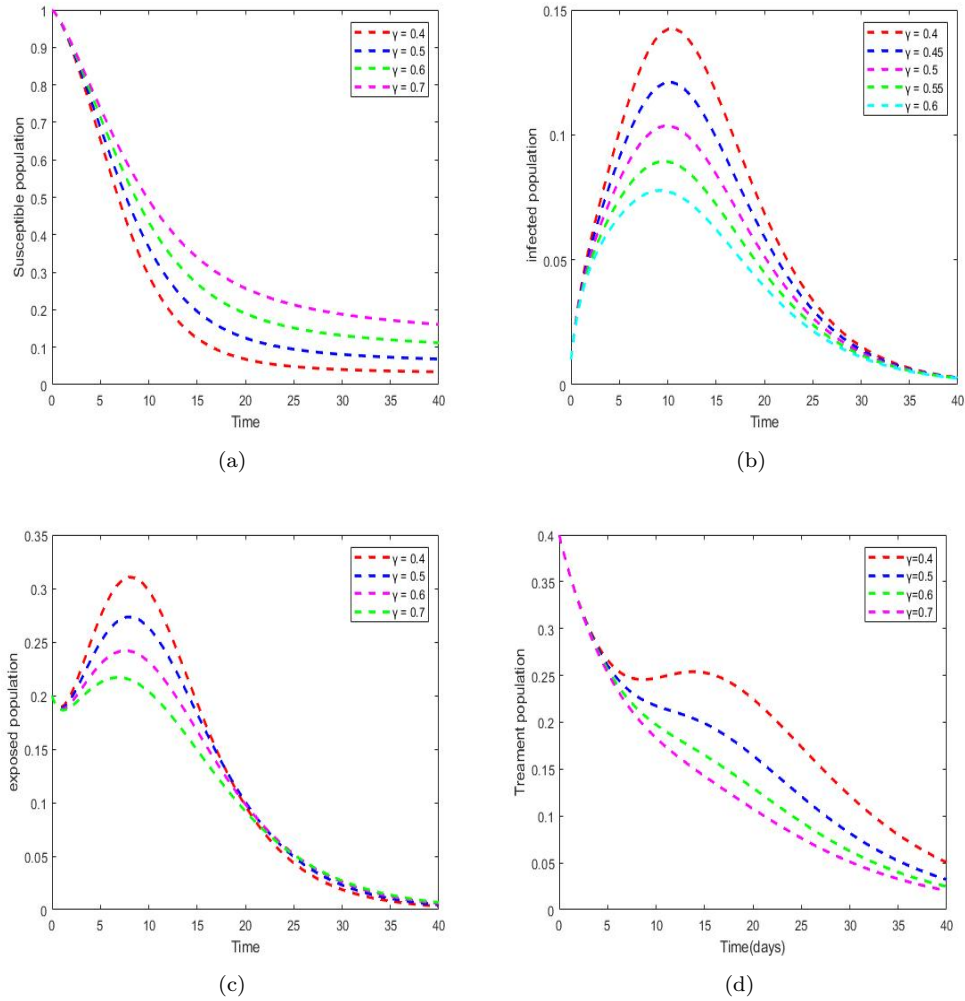 1
0.9
0.8
0.7
0.6
0.5
0.4
0.3
0.2
0.1
0
Susceptible population
γ = 0.4
γ = 0.5
γ = 0.6
γ = 0.7
0 5 10 15 20 25 30 35 40
Time
(a)
0.15
0.1
0.05
0
infected population
γ = 0.4
γ = 0.45
γ = 0.5
γ = 0.55
γ = 0.6
0 5 10 15 20 25 30 35 40
Time
(b)
0.35
0.3
0.25
0.2
0.15
0.1
0.05
0
exposed population
γ = 0.4
γ = 0.5
γ = 0.6
γ = 0.7
0 5 10 15 20 25 30 35 40
Time
(c)
0.4
0.35
0.3
0.25
0.2
0.15
0.1
0.05
0
Treament population
γ=0.4
γ=0.5
γ=0.6
γ=0.7
0 5 10 15 20 25 30 35 40
Time(days)
(d)